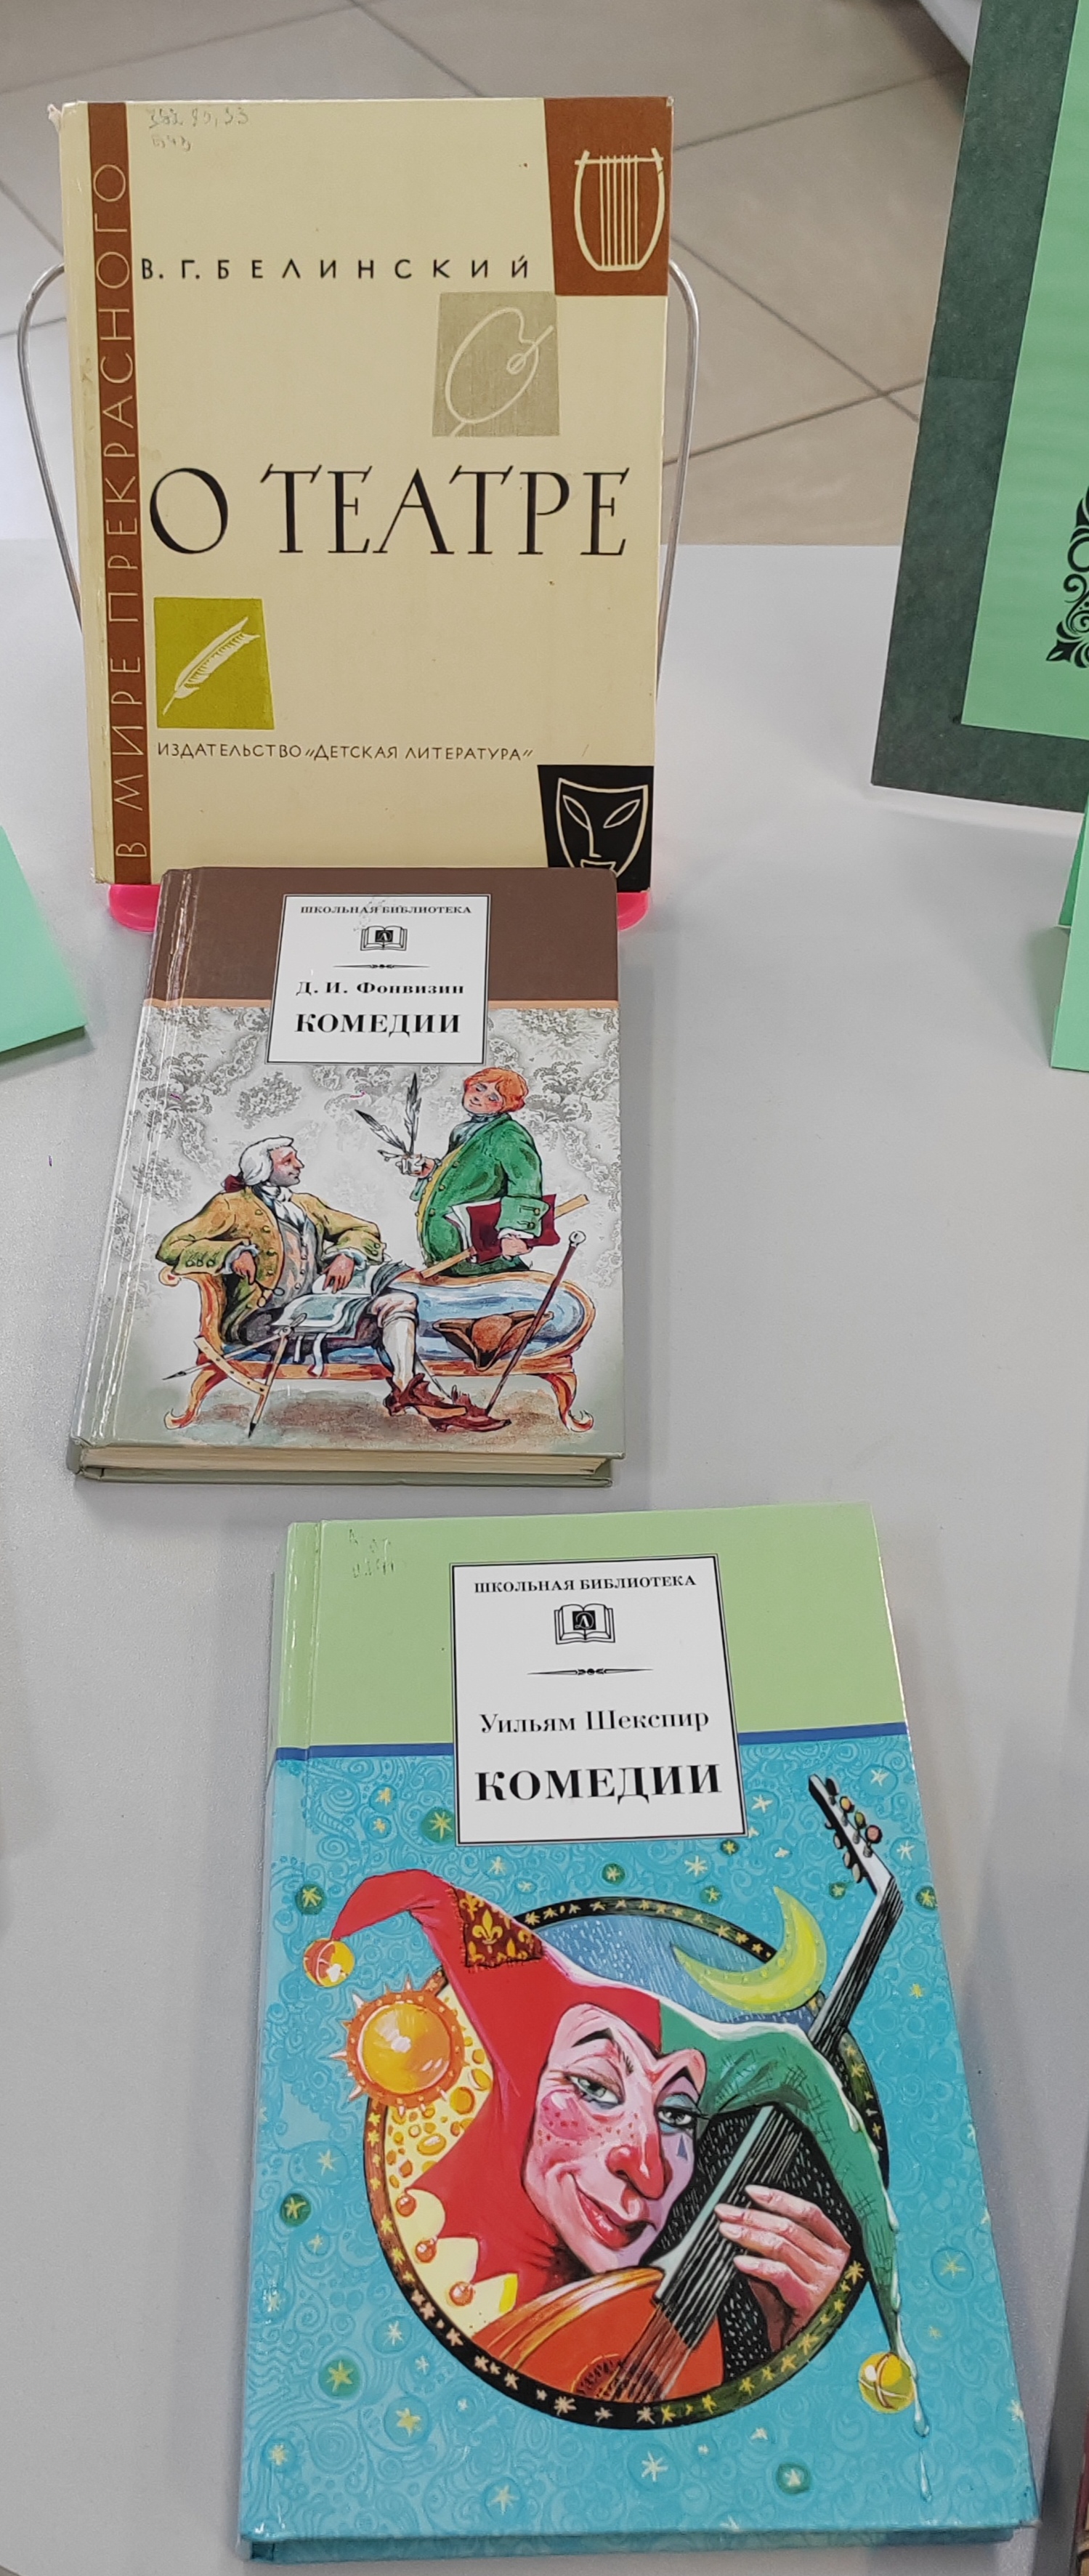 В МИРЕ ПРЕКРАСНОГО
В. Г. БЕЛИНСКИЙ
О ТЕАТРЕ
ИЗДАТЕЛЬСТВО „ДЕТСКАЯ ЛИТЕРАТУРА“
ШКОЛЬНАЯ БИБЛИОТЕКА
Д. И. Фонвизин
КОМЕДИИ
ШКОЛЬНАЯ БИБЛИОТЕКА
Уильям Шекспир
КОМЕДИИ